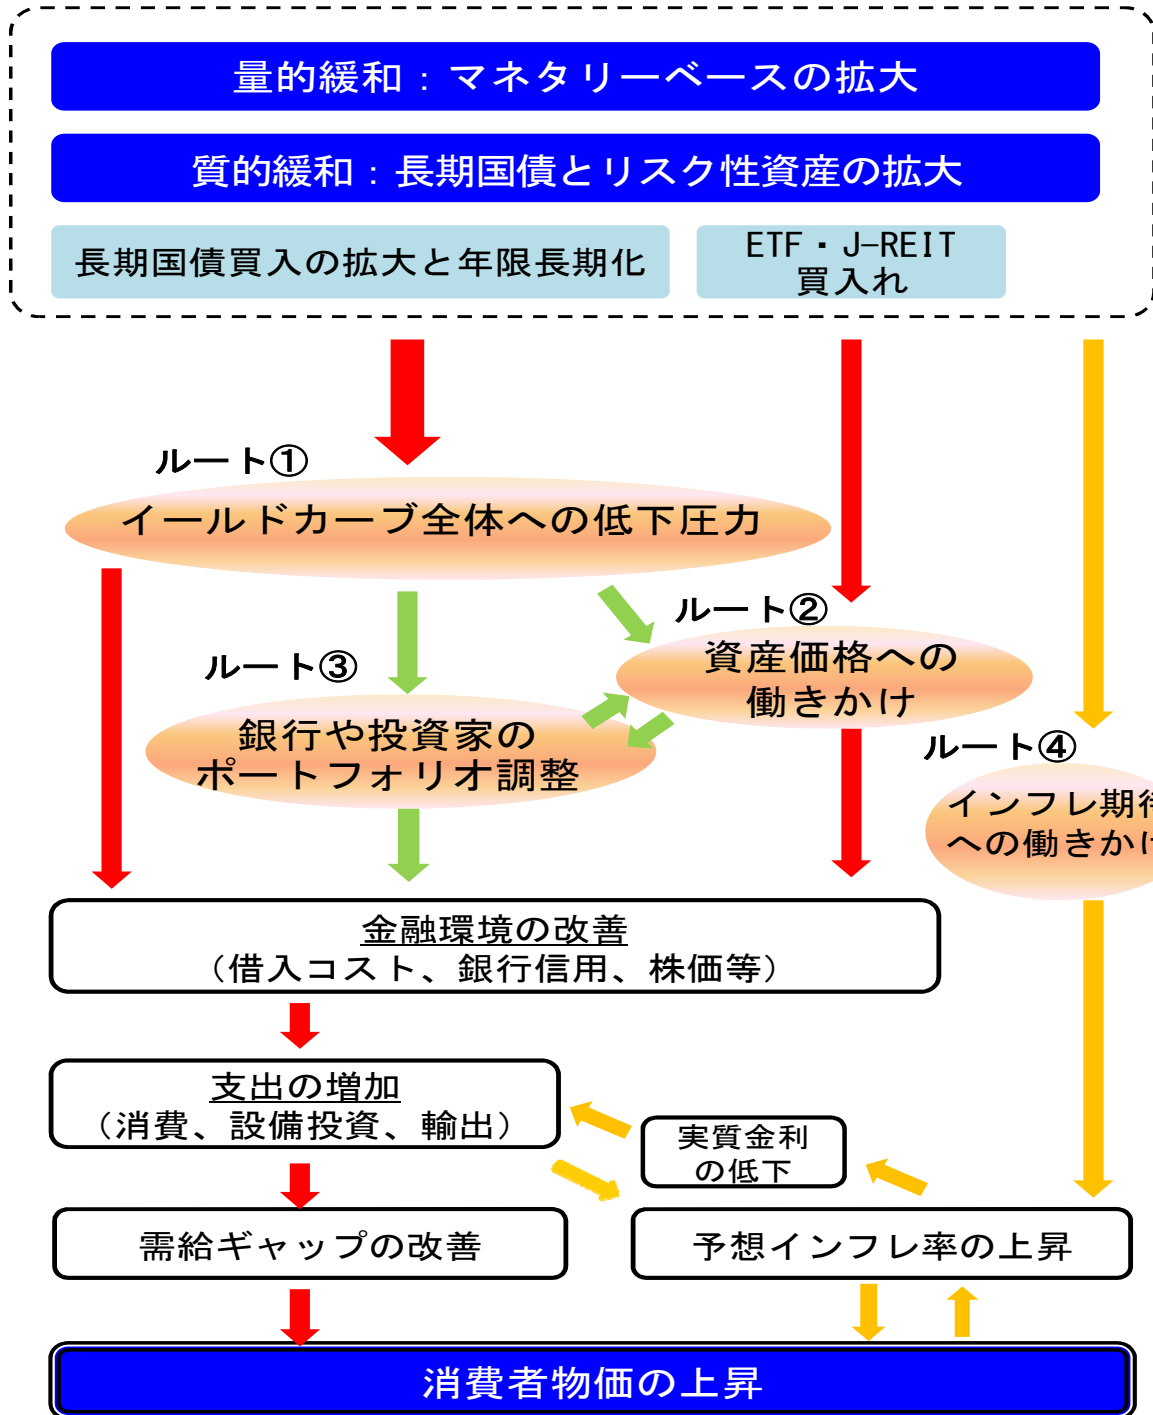 量的緩和：マネタリーベースの拡大
質的緩和：長期国債とリスク性資産の拡大
長期国債買入の拡大と年限長期化
ETF・J-REIT
買入れ
ルート①
イールドカーブ全体への低下圧力
ルート②
資産価格への
働きかけ
ルート③
銀行や投資家の
ポートフォリオ調整
ルート④
インフレ期待
への働きかけ
金融環境の改善
（借入コスト、銀行信用、株価等）
支出の増加
（消費、設備投資、輸出）
実質金利
の低下
需給ギャップの改善
予想インフレ率の上昇
消費者物価の上昇